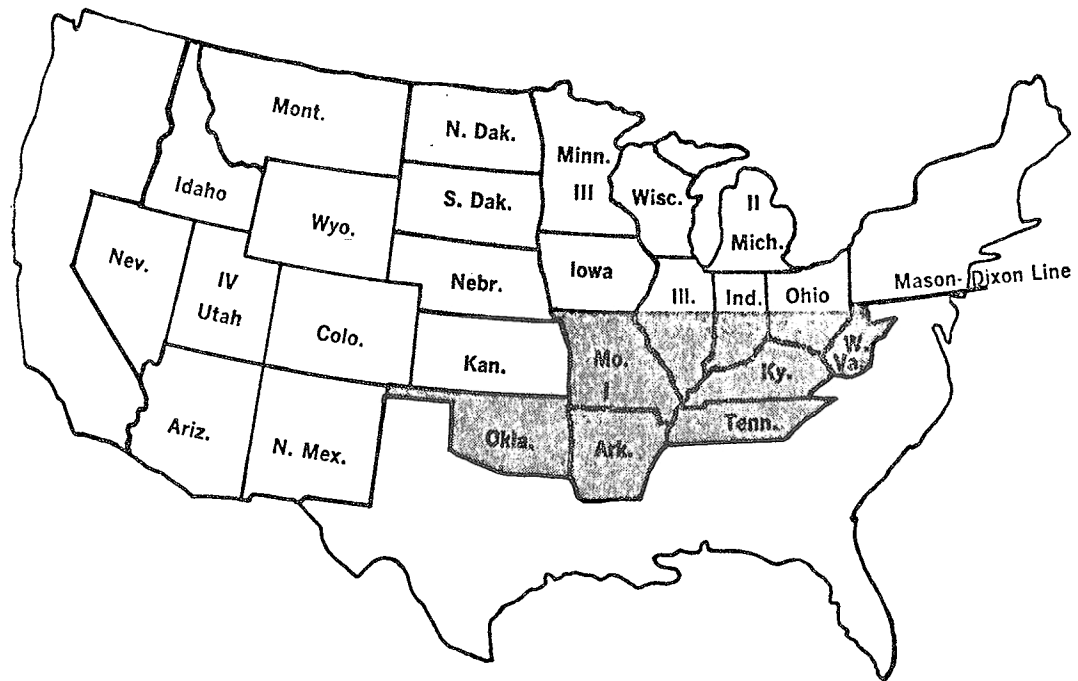 Mont.
N. Dak.
Minn.
III
Idaho
Wyo.
S. Dak.
Wisc.
II
Mich.
Nev.
IV
Utah
Nebr.
Iowa
Ill.
Ind.
Ohio
Mason-Dixon Line
Colo.
Kan.
Mo.
I
Ky.
W.
Va.
Ariz.
N. Mex.
Okla.
Ark.
Tenn.